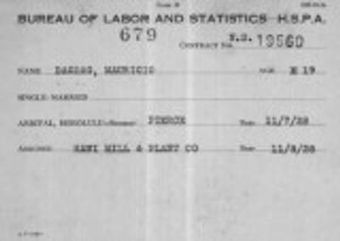 BUREAU OF LABOR AND STATISTICS H.S.P.A.
679
CONTRACT No. F.S. 19560
NAME DAGDAG, MAURICIO AGE M 19
SINGLE-MARRIED
ARRIVAL, HONOLULU-Steamer PIERCE Date 11/7/28
ASSIGNED HAWI MILL & PLANT CO Date 11/8/28